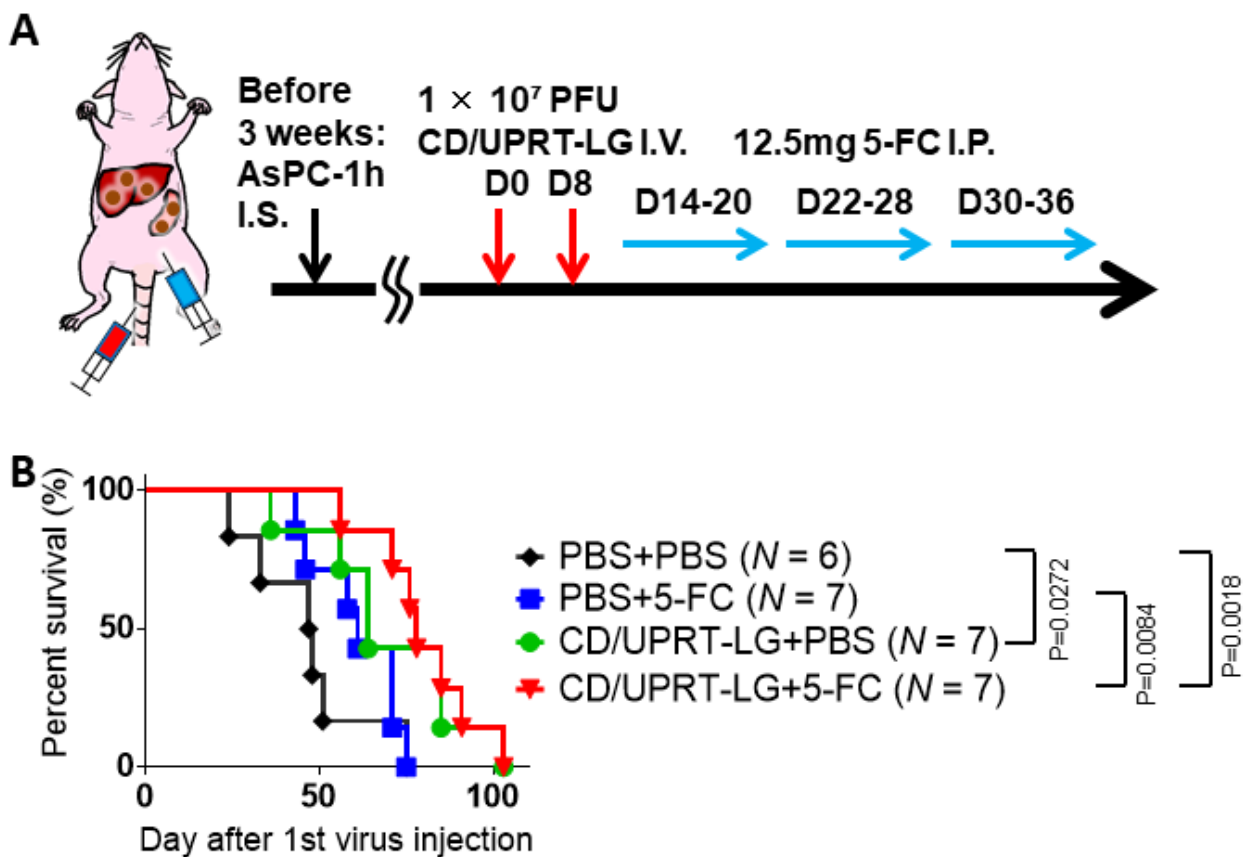 A
Before
3 weeks:
AsPC-1h
I.S.
1 × 10⁷ PFU
CD/UPRT-LG I.V.
D0 D8
12.5mg 5-FC I.P.
D14-20 D22-28 D30-36
B
Percent survival (%)
100
50
0
0 50 100
Day after 1st virus injection
PBS+PBS (N = 6)
PBS+5-FC (N = 7)
CD/UPRT-LG+PBS (N = 7)
CD/UPRT-LG+5-FC (N = 7)
P=0.0272
P=0.0084
P=0.0018